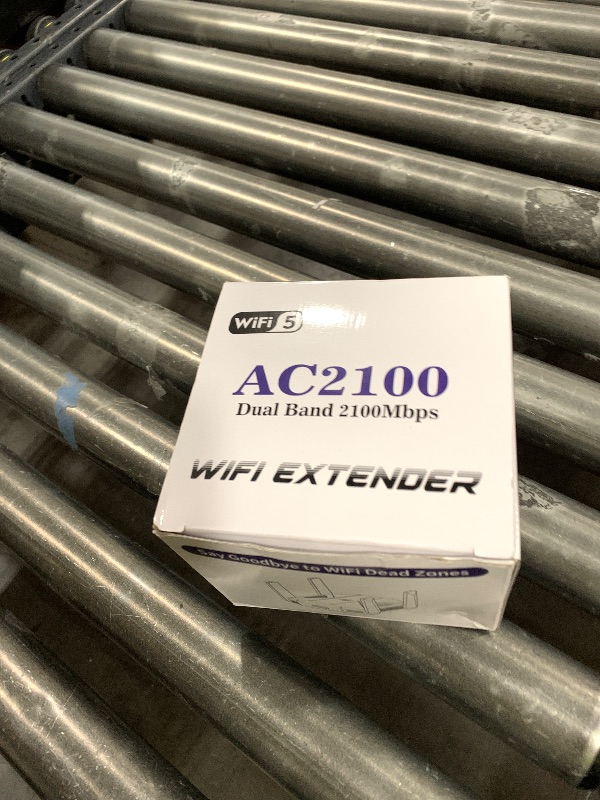 WiFi 5
AC2100
Dual Band 2100Mbps
WIFI EXTENDER
Say Goodbye to WiFi Dead Zones